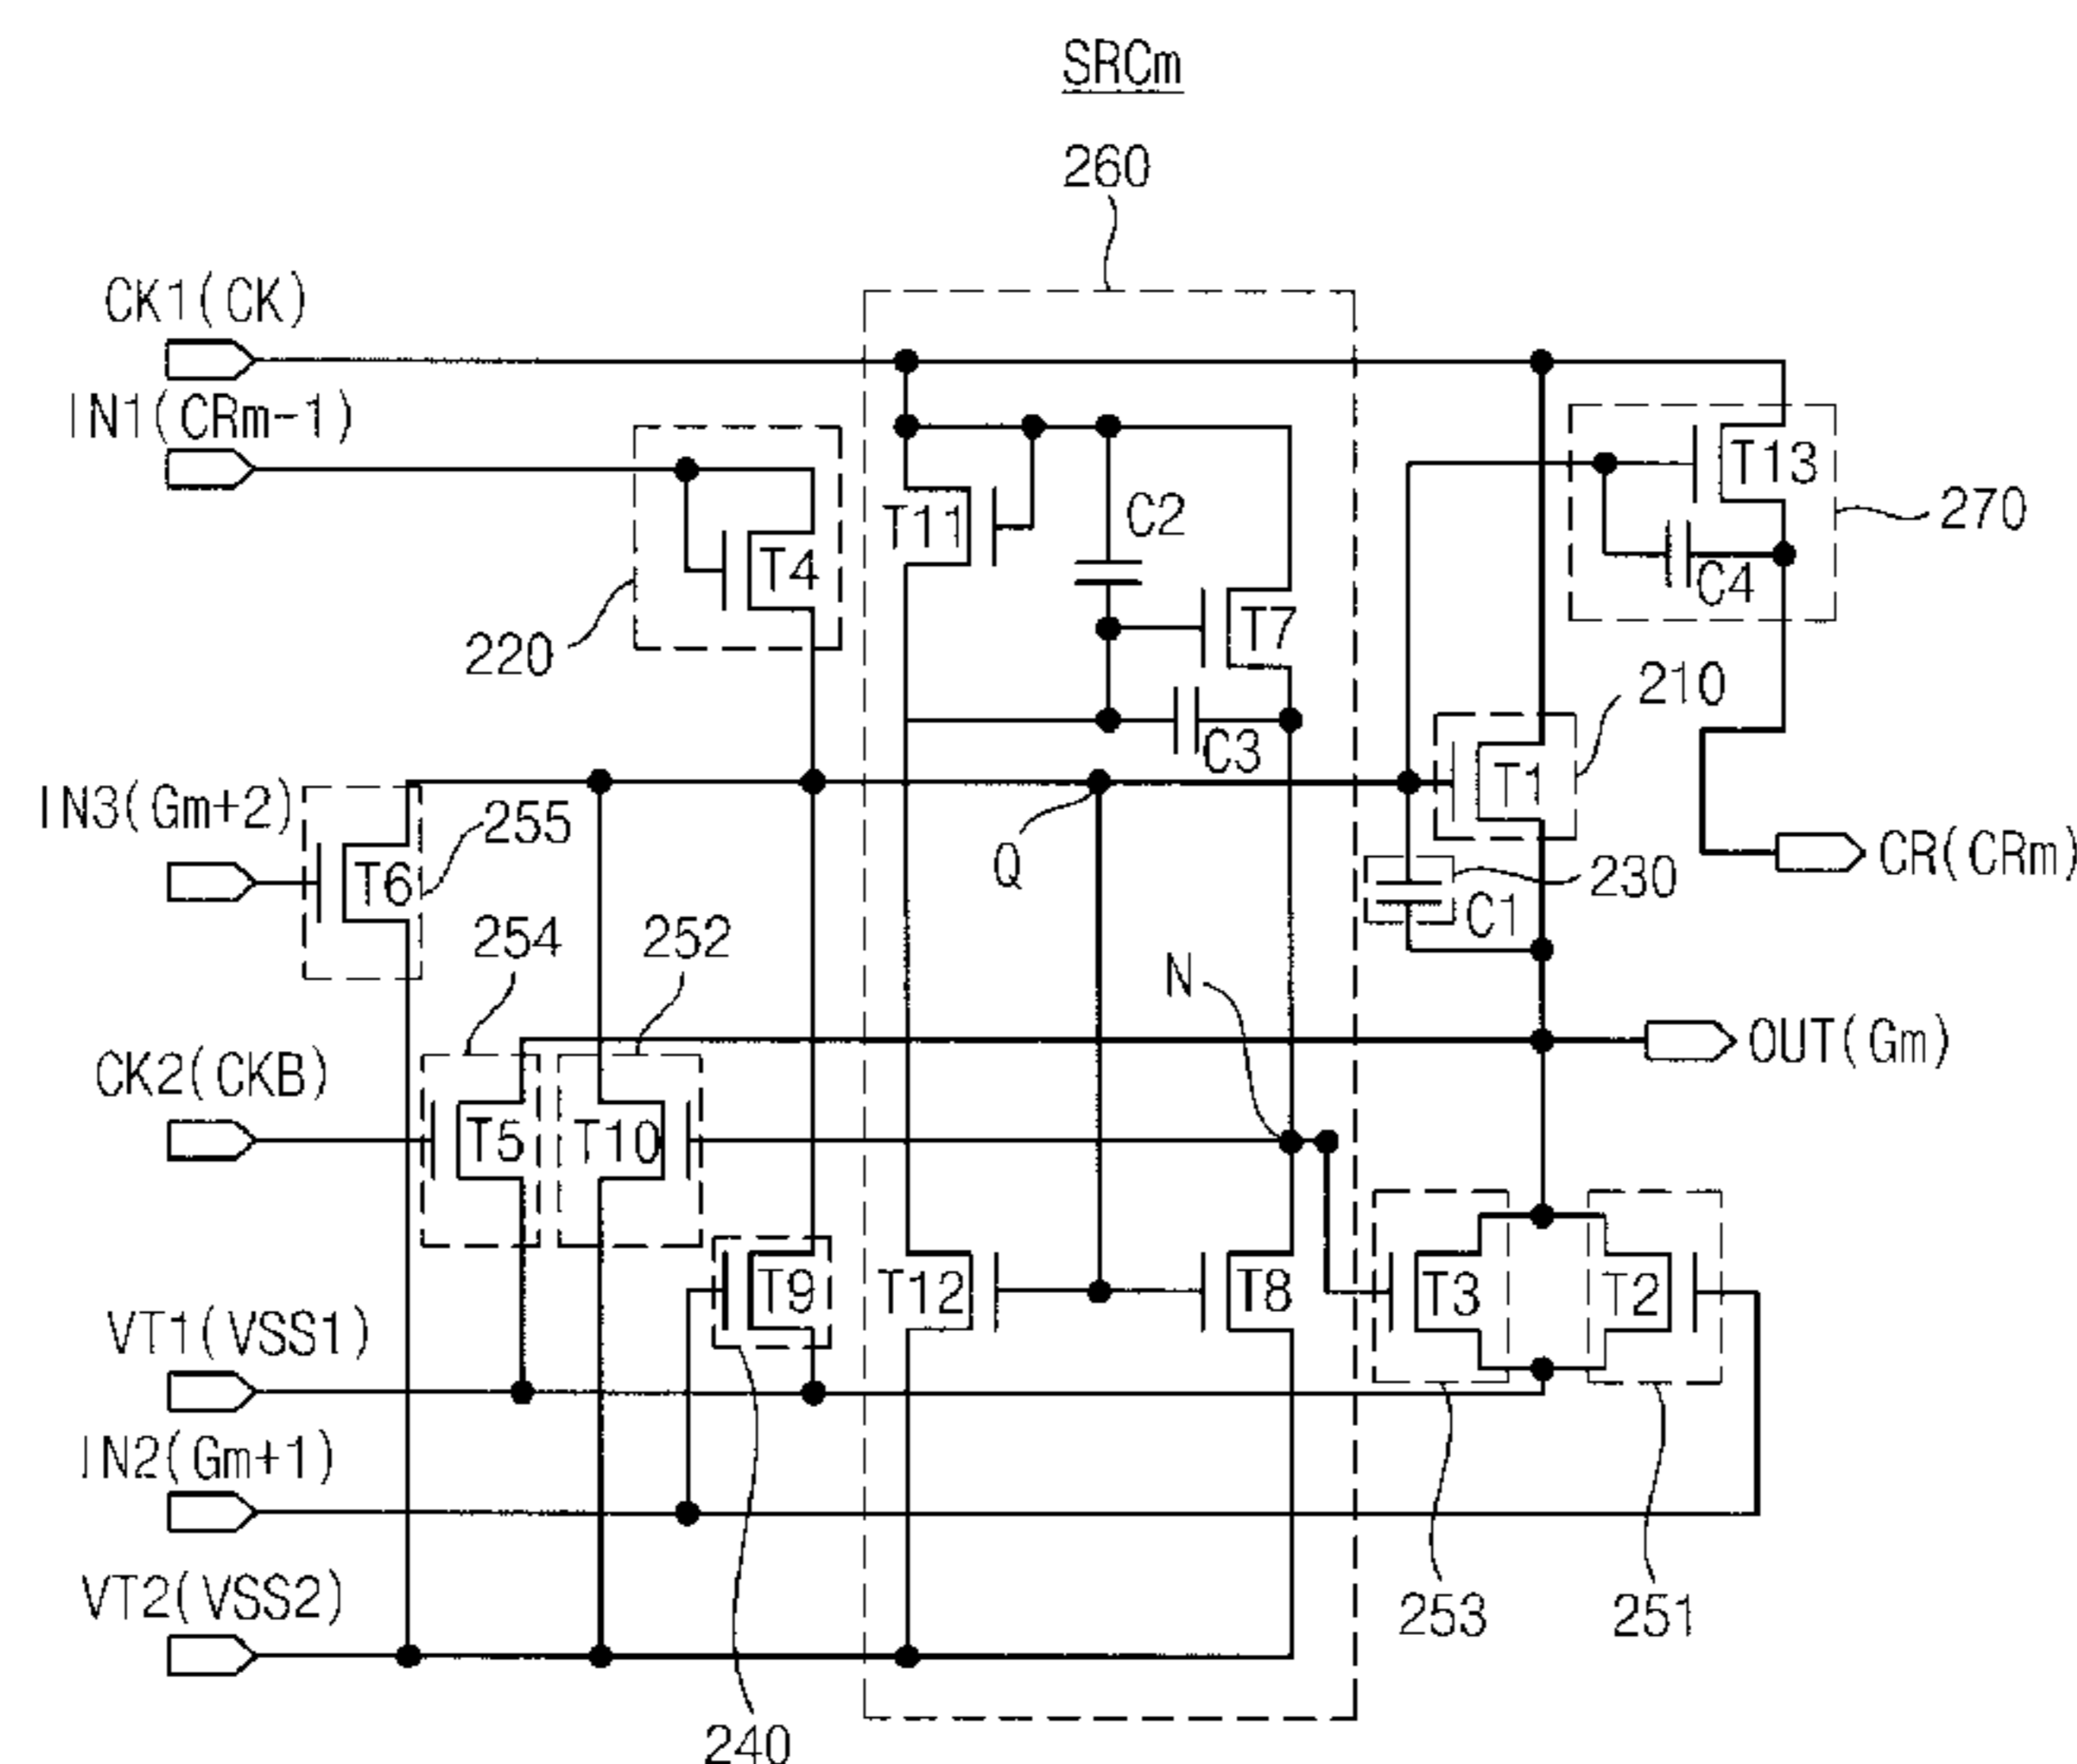 SRCm
260
CK1(CK)
IN1(CRm-1)
T13
270
T11
C2
T4
C4
T7
220
210
C3
T1
IN3(Gm+2)
255
Q
CR(CRm)
T6
230
C1
254
252
N
OUT(Gm)
CK2(CKB)
T5
T10
T9
T12
T8
T3
T2
VT1(VSS1)
IN2(Gm+1)
VT2(VSS2)
253
251
240